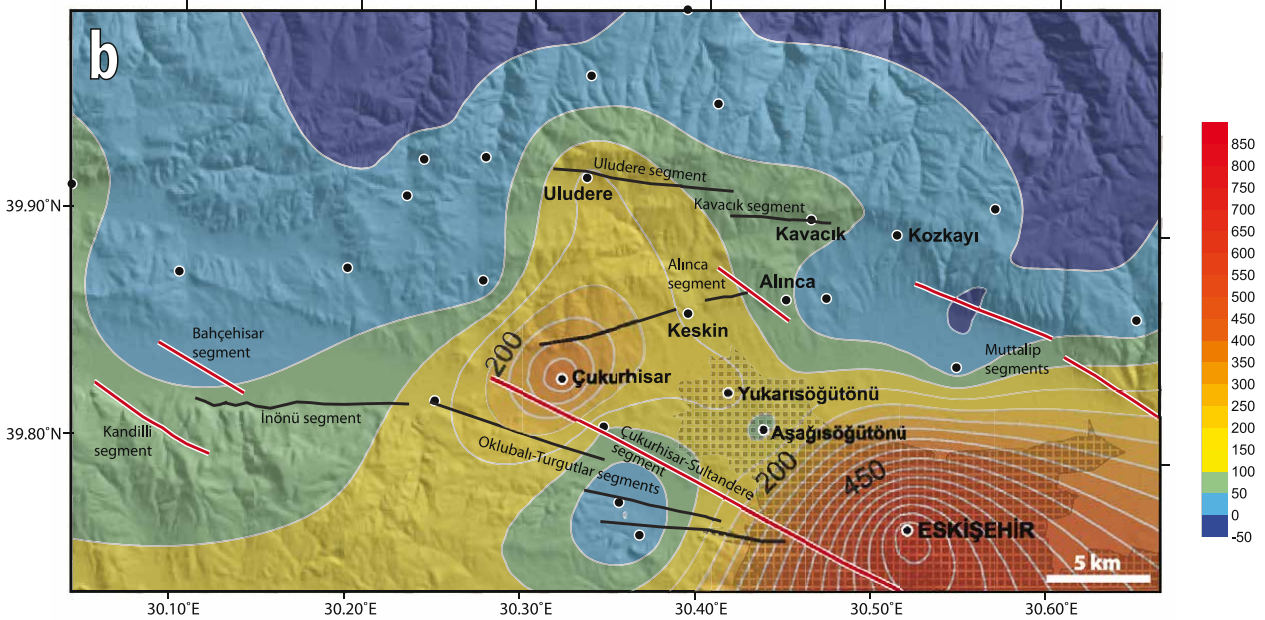 b
Uludere segment
Uludere
39.90°N
Kavacık segment
Kavacık
Kozkayı
Alınca
segment
Alınca
Keskin
Bahçehisar
segment
200
Muttalip
segments
Çukurhisar
Yukarısöğütönü
İnönü segment
Kandilli
segment
39.80°N
Aşağısöğütönü
Çukurhisar-Sultandere
segment
Oklubalı-Turgutlar segments
200
450
ESKİŞEHİR
5 km
30.10°E
30.20°E
30.30°E
30.40°E
30.50°E
30.60°E
850
800
750
700
650
600
550
500
450
400
350
300
250
200
150
100
50
0
-50